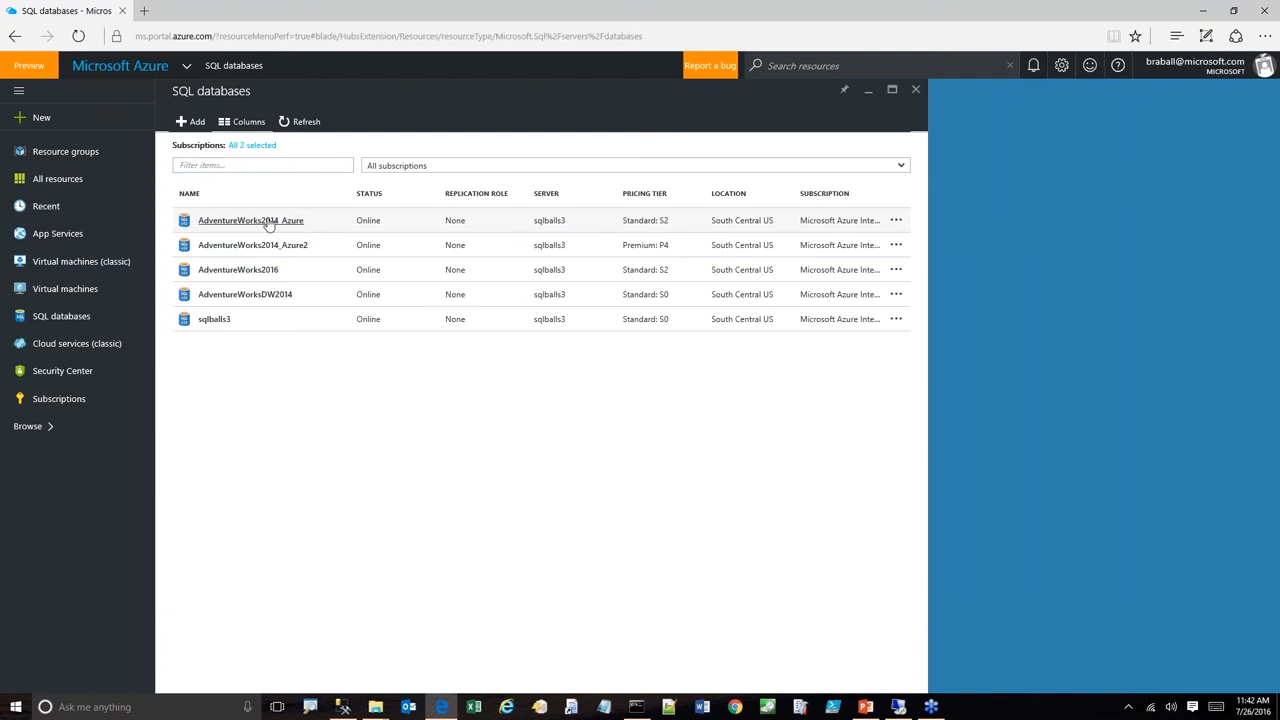 SQL databases - Micros
ms.portal.azure.com/?resourceMenuPerf=true#blade/HubsExtension/Resources/resourceType/Microsoft.Sql%2Fservers%2Fdatabases
Preview
Microsoft Azure
SQL databases
Report a bug
Search resources
braball@microsoft.com
MICROSOFT
New
Resource groups
All resources
Recent
App Services
Virtual machines (classic)
Virtual machines
SQL databases
Cloud services (classic)
Security Center
Subscriptions
Browse
SQL databases
Add Columns Refresh
Subscriptions: All 2 selected
Filter items...
All subscriptions
NAME STATUS REPLICATION ROLE SERVER PRICING TIER LOCATION SUBSCRIPTION
AdventureWorks2014_Azure Online None sqlballs3 Standard: S2 South Central US Microsoft Azure Inte...
AdventureWorks2014_Azure2 Online None sqlballs3 Premium: P4 South Central US Microsoft Azure Inte...
AdventureWorks2016 Online None sqlballs3 Standard: S2 South Central US Microsoft Azure Inte...
AdventureWorksDW2014 Online None sqlballs3 Standard: S0 South Central US Microsoft Azure Inte...
sqlballs3 Online None sqlballs3 Standard: S0 South Central US Microsoft Azure Inte...
Ask me anything
11:42 AM
7/26/2016